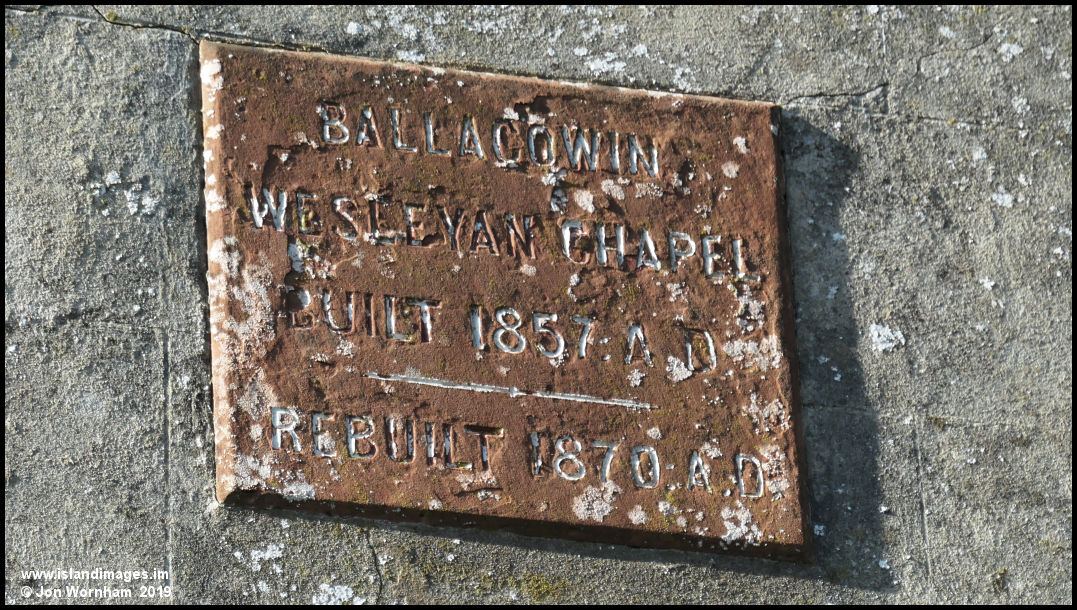 BALLACOWIN
WESLEYAN CHAPEL
BUILT 1857. A. D
REBUILT 1870. A. D.
www.islandimages.im
© Jon Wornham 2019